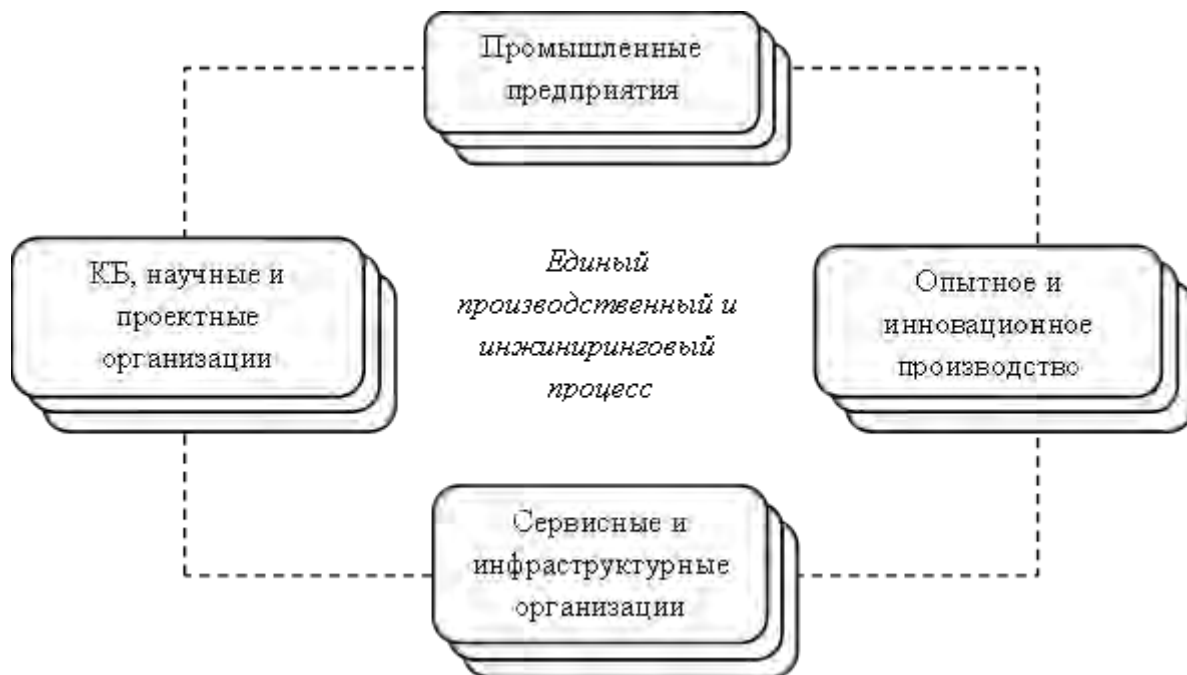 Промышленные
предприятия
КБ, научные и
проектные
организации
Единый
производственный и
инжиниринговый
процесс
Опытное и
инновационное
производство
Сервисные и
инфраструктурные
организации